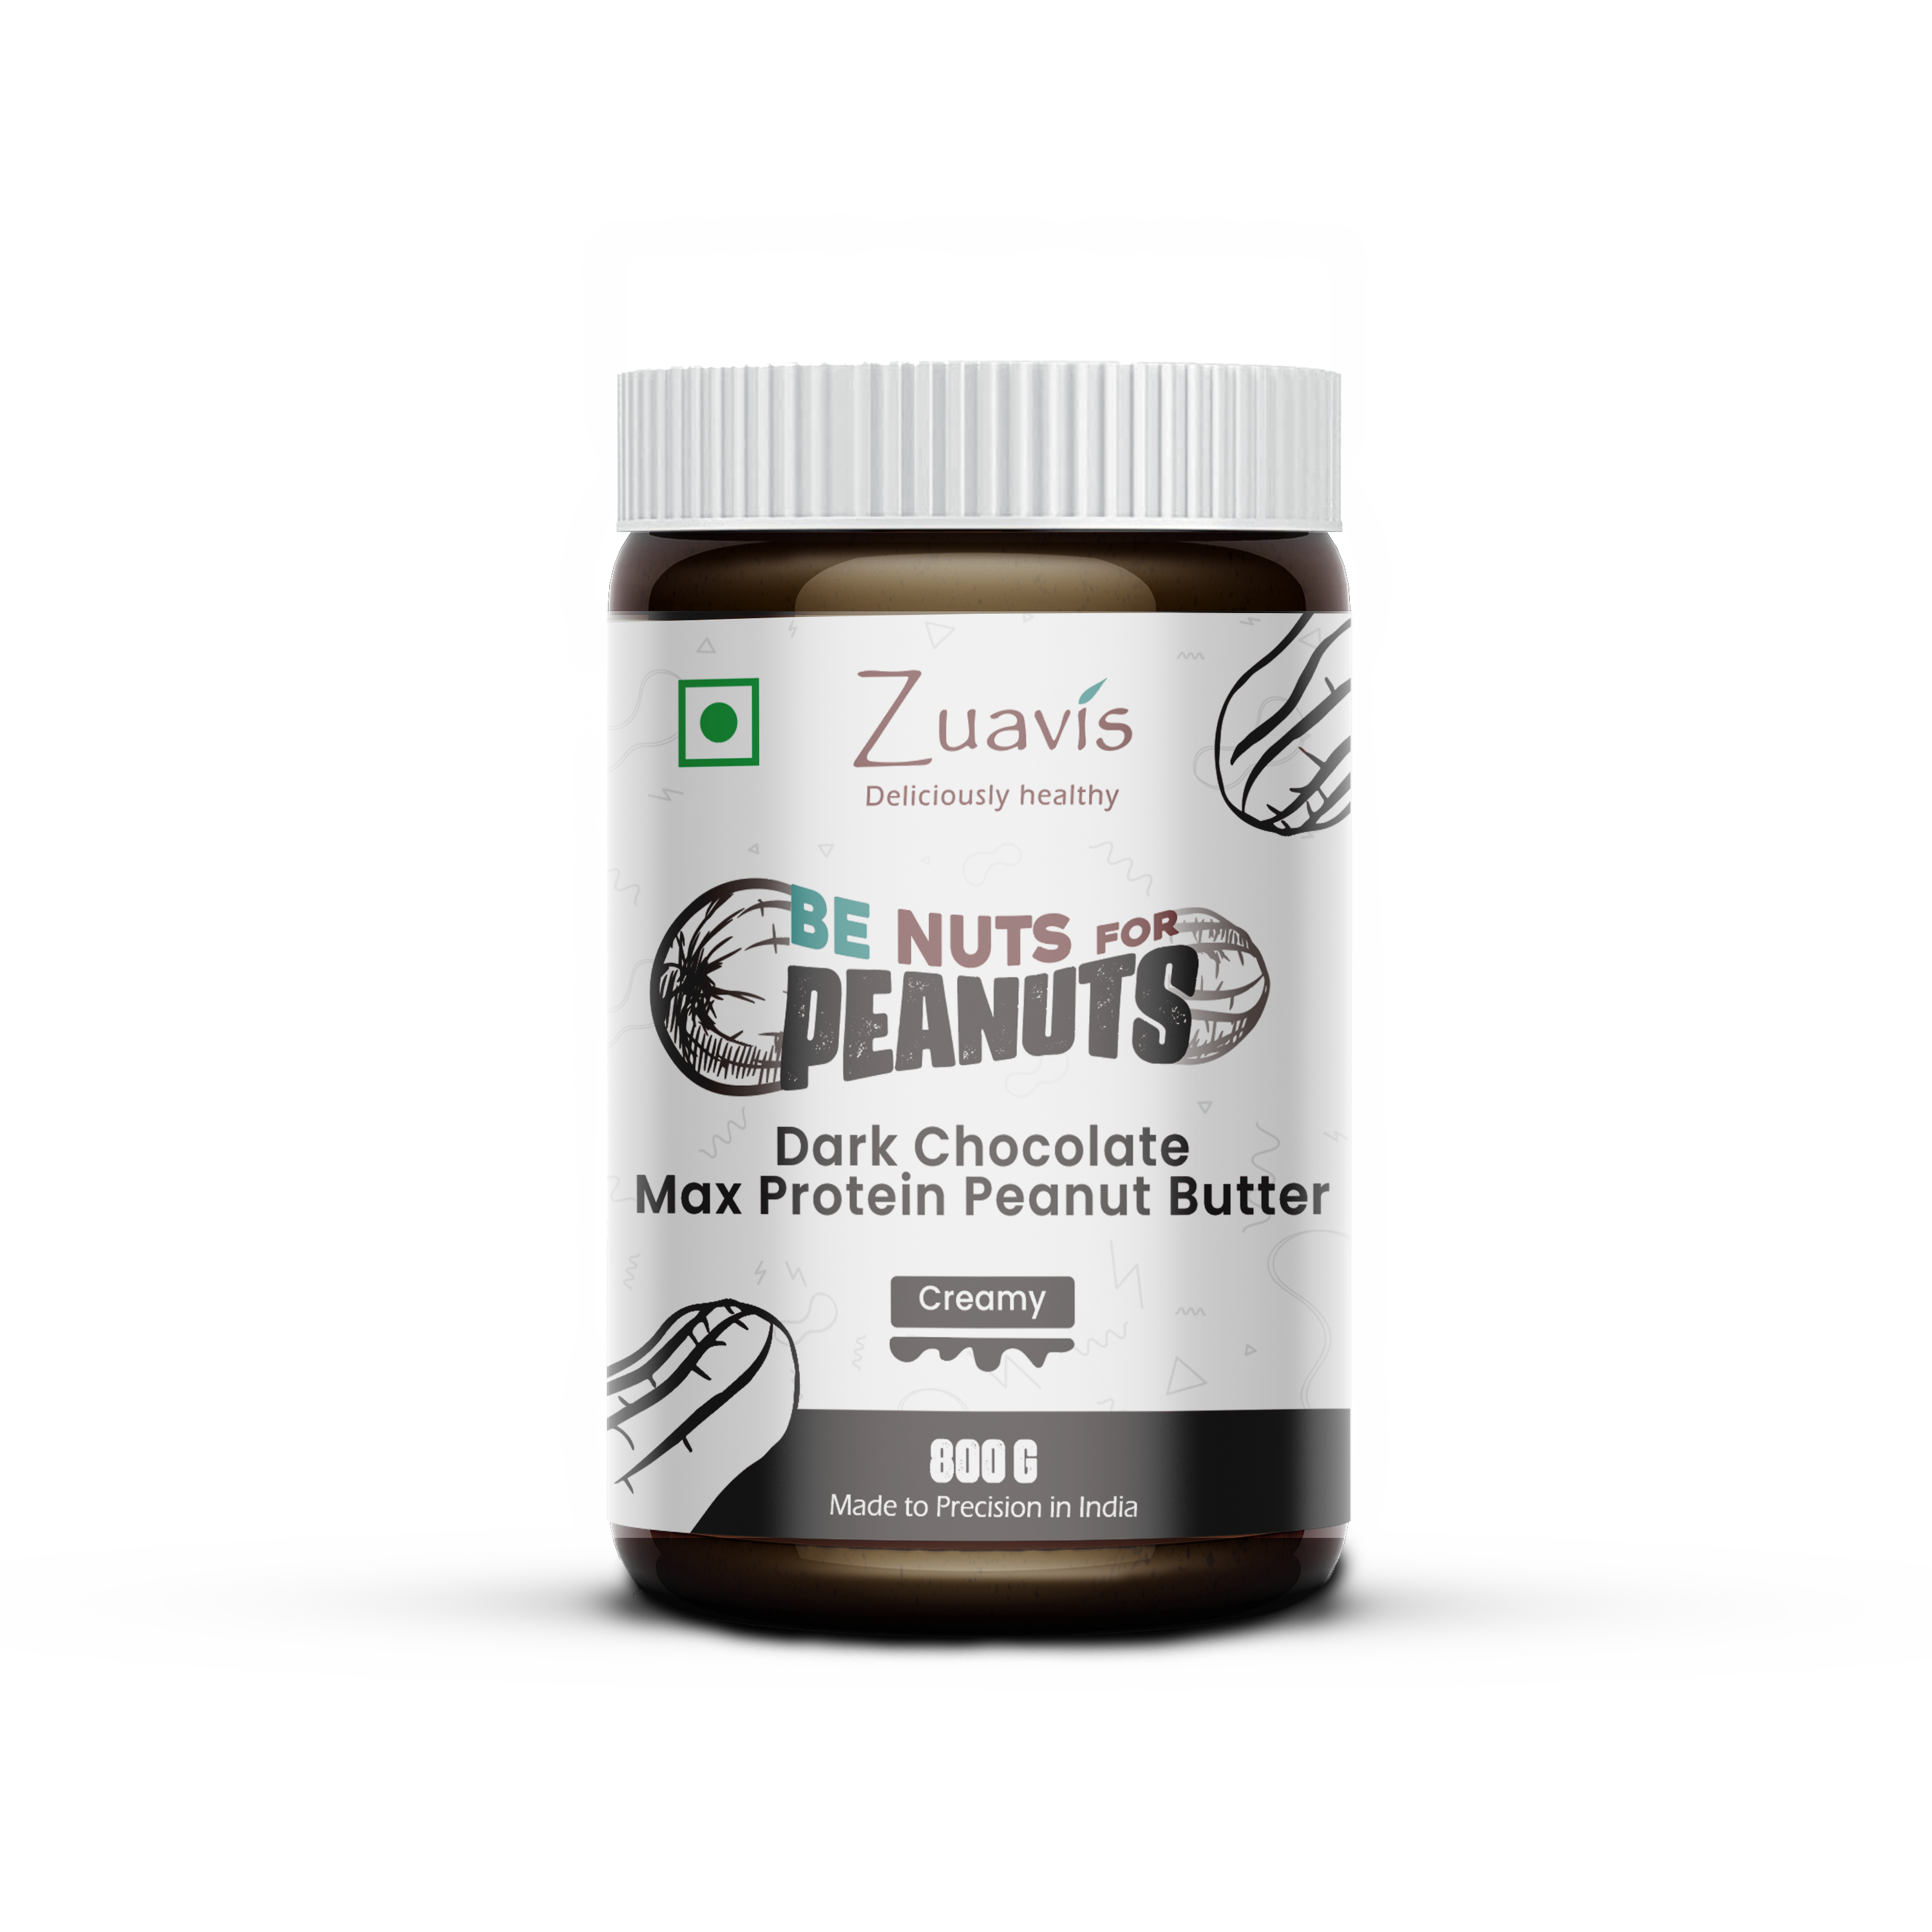 Zuavis
Deliciously healthy
BE NUTS FOR
PEANUTS
Dark Chocolate
Max Protein Peanut Butter
Creamy
800 G
Made to Precision in India